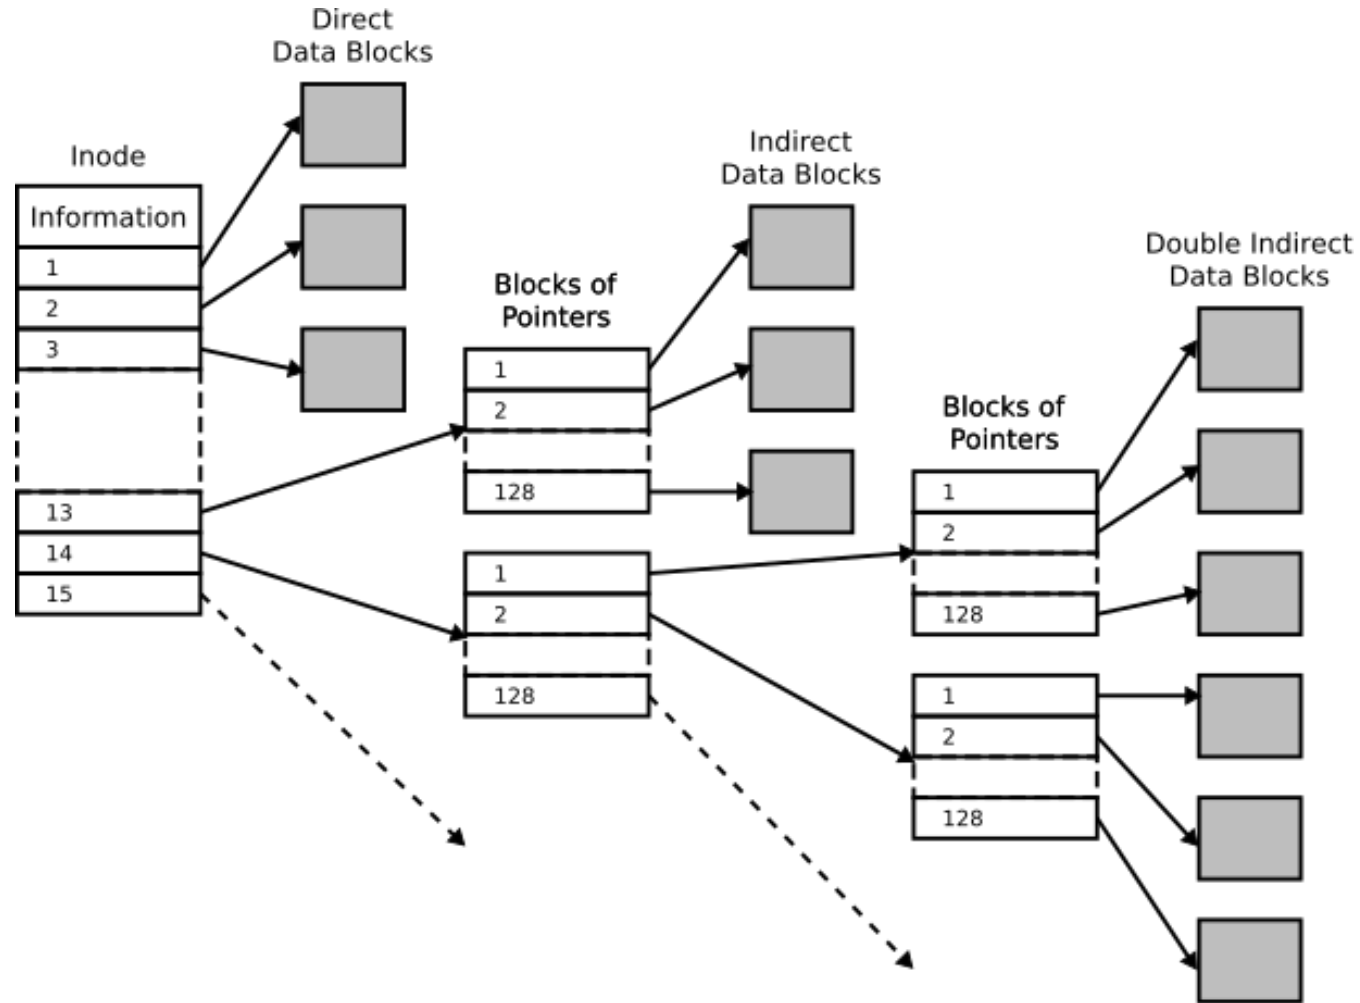 Direct
Data Blocks
Inode
Information
1
2
3
13
14
15
Blocks of
Pointers
1
2
128
1
2
128
Indirect
Data Blocks
Blocks of
Pointers
1
2
128
1
2
128
Double Indirect
Data Blocks